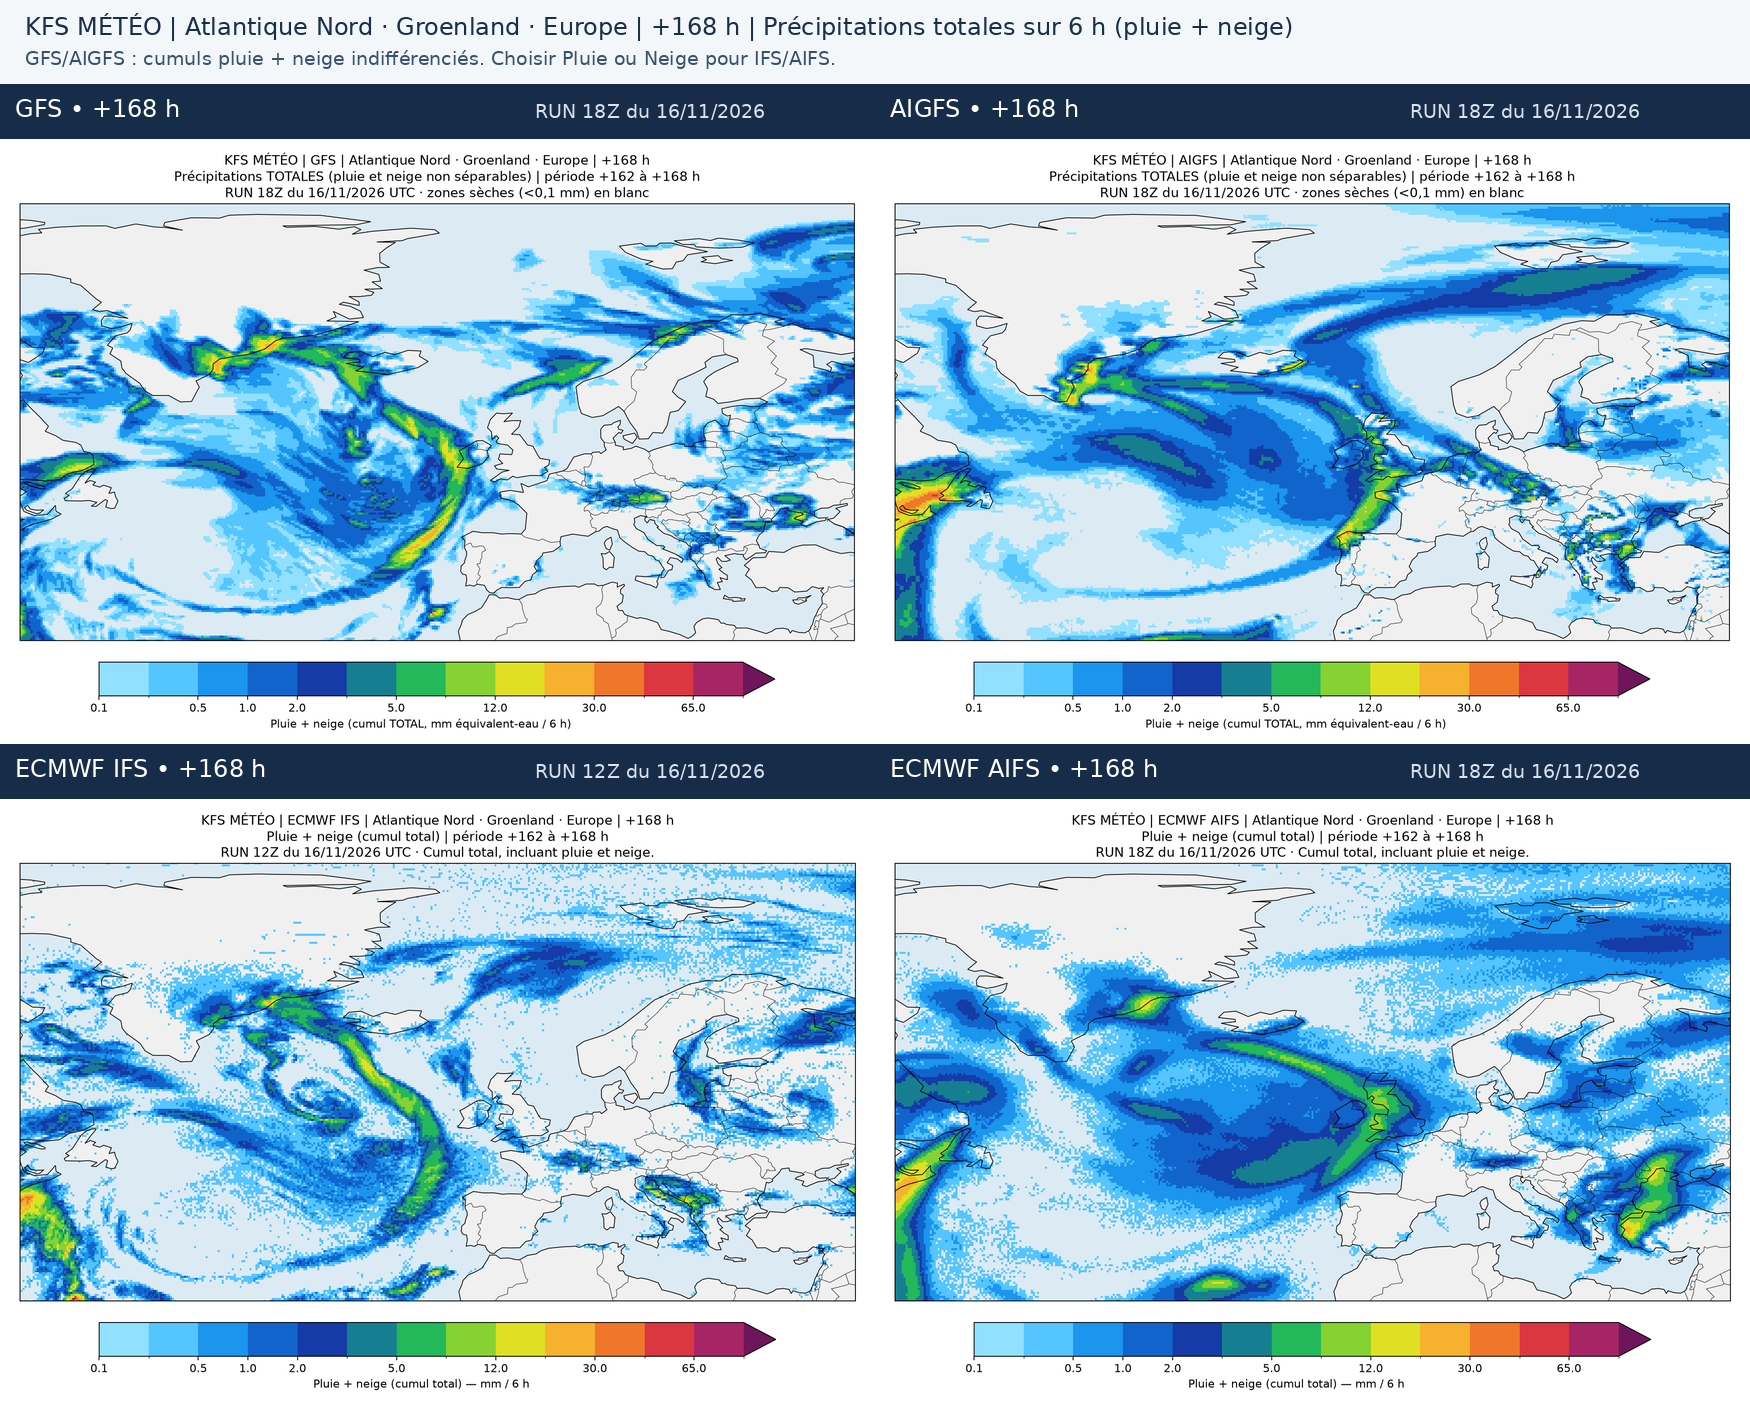 KFS MÉTÉO | Atlantique Nord · Groenland · Europe | +168 h | Précipitations totales sur 6 h (pluie + neige)
GFS/AIGFS : cumuls pluie + neige indifférenciés. Choisir Pluie ou Neige pour IFS/AIFS.
GFS • +168 h
RUN 18Z du 16/11/2026
AIGFS • +168 h
RUN 18Z du 16/11/2026
KFS MÉTÉO | GFS | Atlantique Nord · Groenland · Europe | +168 h
Précipitations TOTALES (pluie et neige non séparables) | période +162 à +168 h
RUN 18Z du 16/11/2026 UTC · zones sèches (<0,1 mm) en blanc
KFS MÉTÉO | AIGFS | Atlantique Nord · Groenland · Europe | +168 h
Précipitations TOTALES (pluie et neige non séparables) | période +162 à +168 h
RUN 18Z du 16/11/2026 UTC · zones sèches (<0,1 mm) en blanc
0.1 0.5 1.0 2.0 5.0 12.0 30.0 65.0
Pluie + neige (cumul TOTAL, mm équivalent-eau / 6 h)
0.1 0.5 1.0 2.0 5.0 12.0 30.0 65.0
Pluie + neige (cumul TOTAL, mm équivalent-eau / 6 h)
ECMWF IFS • +168 h
RUN 12Z du 16/11/2026
ECMWF AIFS • +168 h
RUN 18Z du 16/11/2026
KFS MÉTÉO | ECMWF IFS | Atlantique Nord · Groenland · Europe | +168 h
Pluie + neige (cumul total) | période +162 à +168 h
RUN 12Z du 16/11/2026 UTC · Cumul total, incluant pluie et neige.
KFS MÉTÉO | ECMWF AIFS | Atlantique Nord · Groenland · Europe | +168 h
Pluie + neige (cumul total) | période +162 à +168 h
RUN 18Z du 16/11/2026 UTC · Cumul total, incluant pluie et neige.
0.1 0.5 1.0 2.0 5.0 12.0 30.0 65.0
Pluie + neige (cumul total) — mm / 6 h
0.1 0.5 1.0 2.0 5.0 12.0 30.0 65.0
Pluie + neige (cumul total) — mm / 6 h